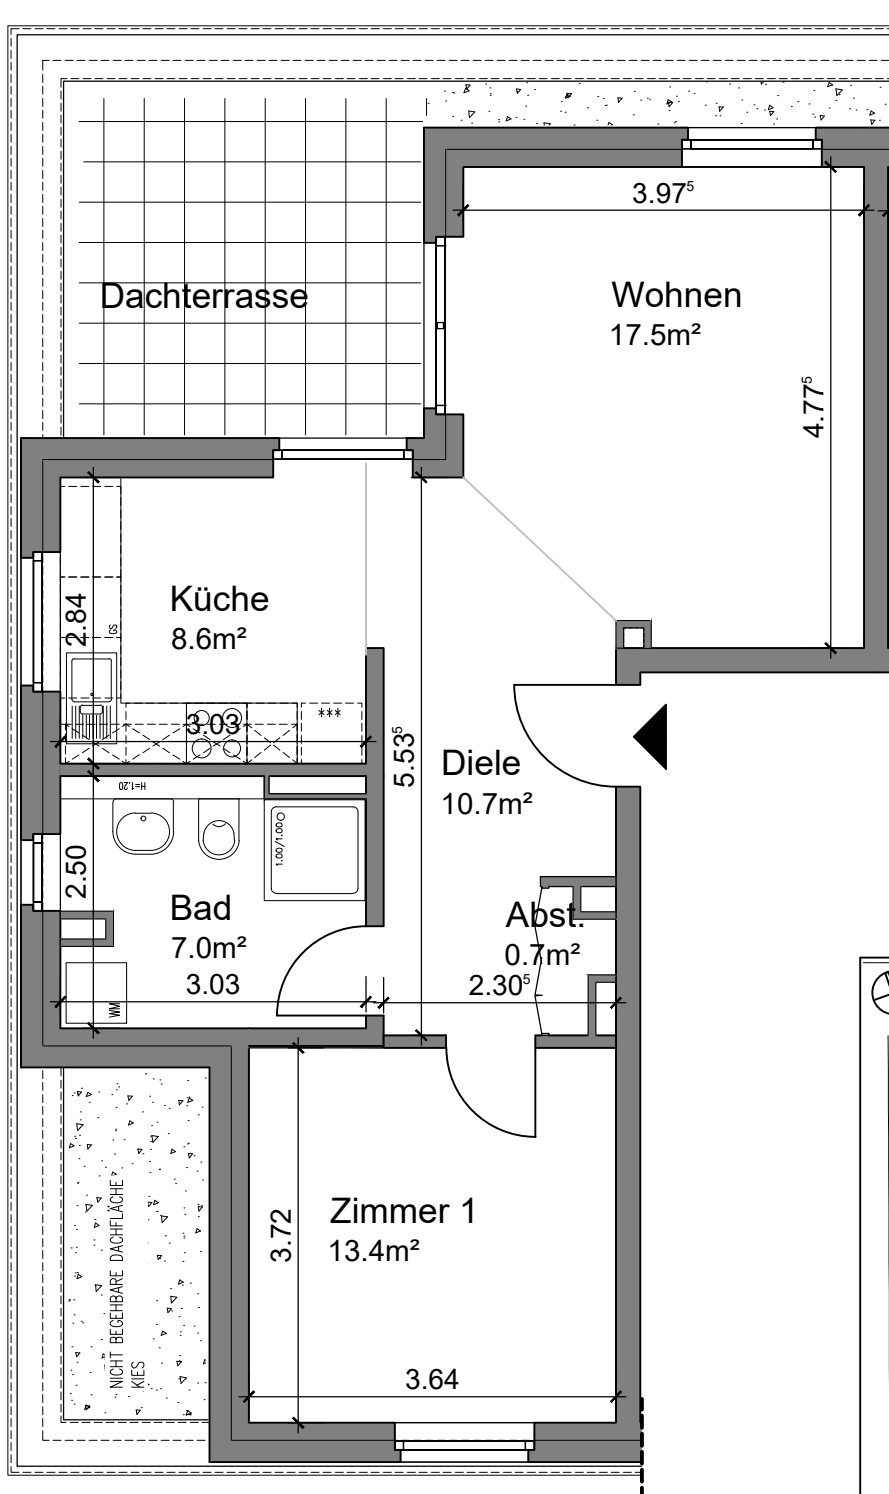 3.97⁵
Dachterrasse
Wohnen
17.5m²
4.77⁵
Küche
8.6m²
2.84
GS
3.03
***
5.53⁵
Diele
10.7m²
H=1.20
1.00/1.00
2.50
Bad
7.0m²
3.03
WM
Abst.
0.7m²
2.30⁵
Zimmer 1
13.4m²
3.72
3.64
NICHT BEGEHBARE DACHFLÄCHE
KIES